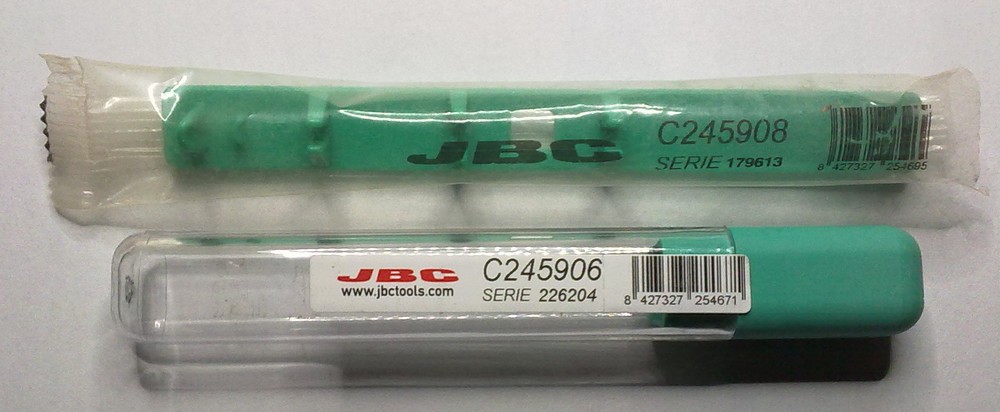 JBC
C245908
SERIE 179613
8 427327 254695
JBC
www.jbctools.com
C245906
SERIE 226204
8 427327 254671